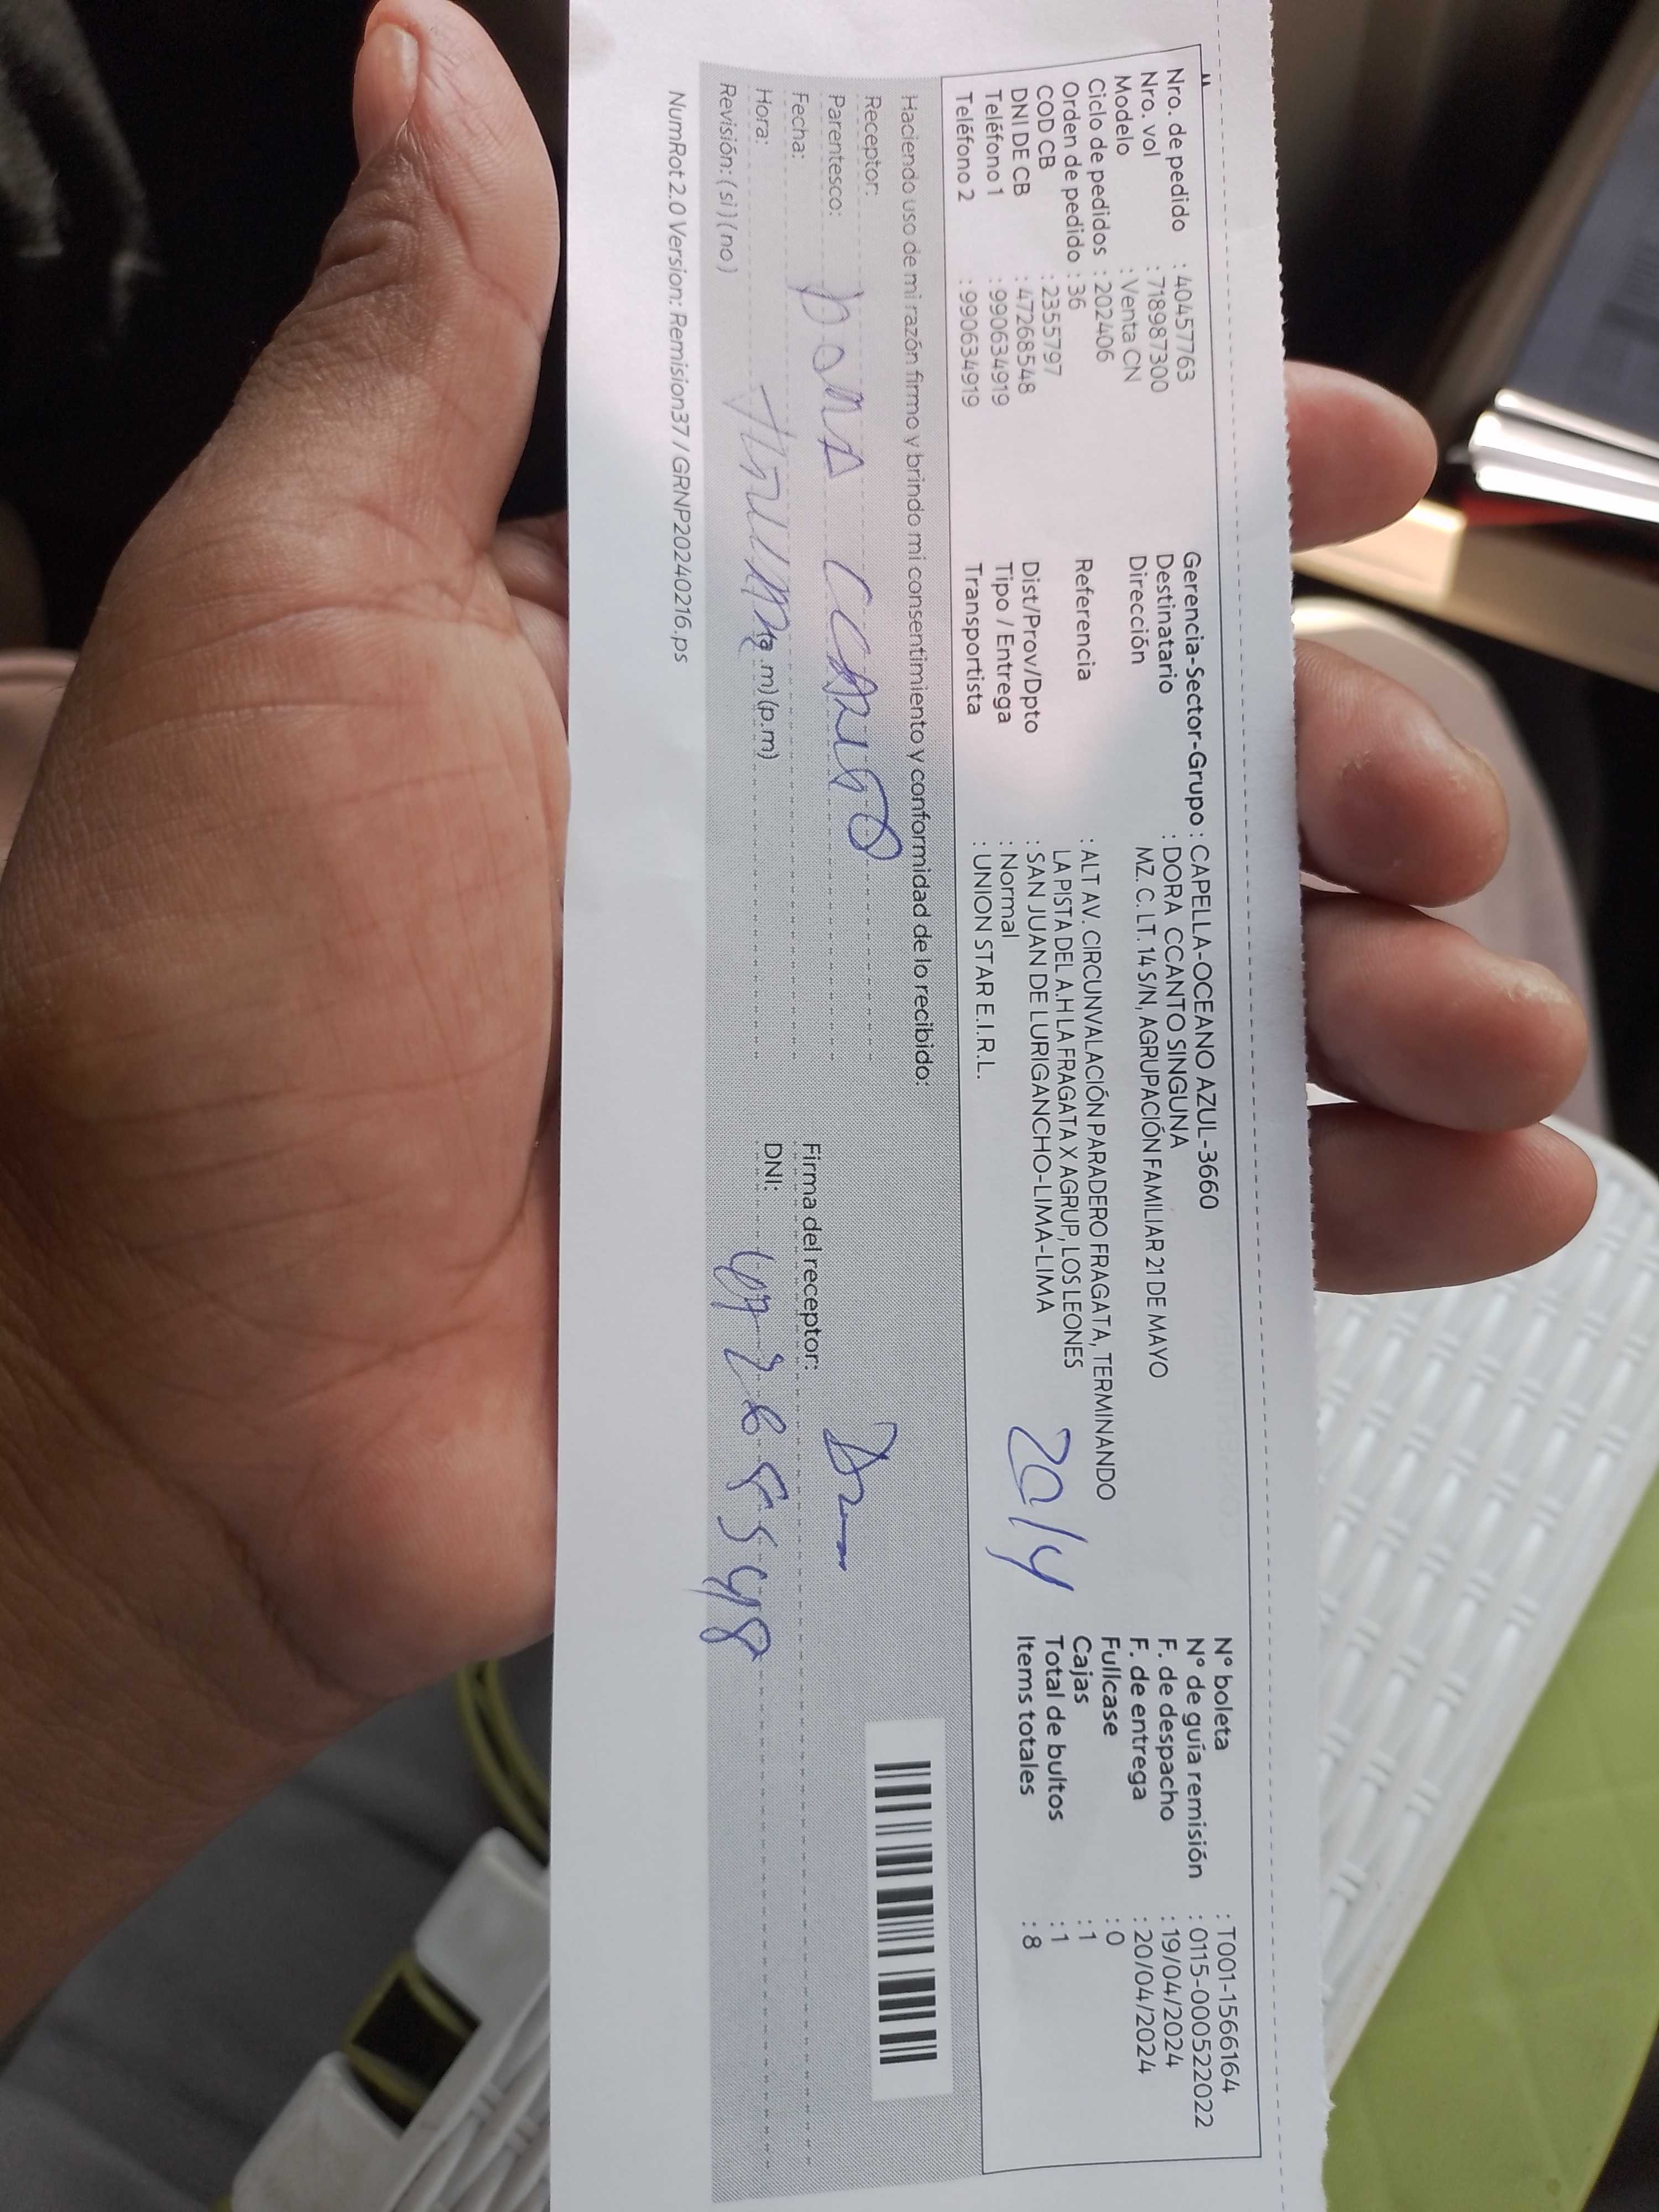 Nro. de pedido : 40457763
Nro. vol : 718987300
Modelo : Venta CN
Ciclo de pedidos : 202406
Orden de pedido : 36
COD CB : 2355797
DNI DE CB : 47268548
Teléfono 1 : 990634919
Teléfono 2 : 990634919
Gerencia-Sector-Grupo : CAPELLA-OCEANO AZUL-3660
Destinatario : DORA CCANTO SINGUNA
Dirección MZ. C. LT. 14 S/N, AGRUPACIÓN FAMILIAR 21 DE MAYO
Referencia : ALT AV. CIRCUNVALACIÓN PARADERO FRAGATA, TERMINANDO
LA PISTA DEL A.H LA FRAGATA X AGRUP, LOS LEONES
Dist/Prov/Dpto : SAN JUAN DE LURIGANCHO-LIMA-LIMA
Tipo / Entrega : Normal
Transportista : UNION STAR E.I.R.L.
20/4
N° boleta : T001-1566164
N° de guía remisión : 0115-000522022
F. de despacho : 19/04/2024
F. de entrega : 20/04/2024
Fullcase : 0
Cajas : 1
Total de bultos : 1
Items totales : 8
Haciendo uso de mi razón firmo y brindo mi consentimiento y conformidad de lo recibido:
Receptor:
Parentesco:
Fecha:
Hora: (a.m)(p.m)
Revisión: (si) (no)
Firma del receptor:
DNI: 47268548
NumRot 2.0 Version: Remision37 / GRNP20240216.ps